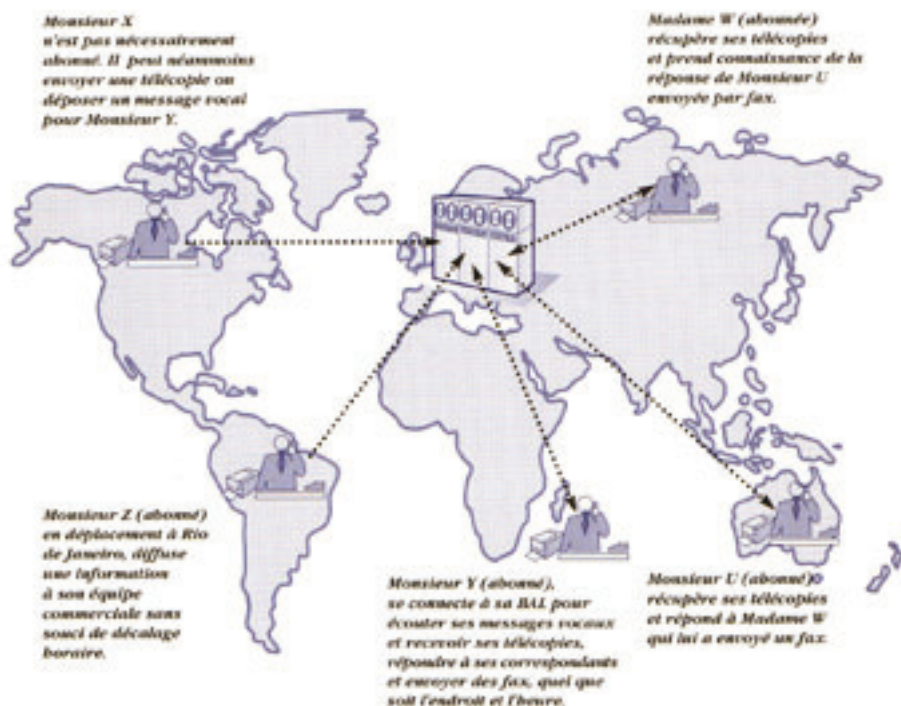 Monsieur X
n'est pas nécessairement
abonné. Il peut néammoins
envoyer une télécopie ou
déposer un message vocal
pour Monsieur Y.
Madame W (abonnée)
récupère ses télécopies
et prend connaissance de la
réponse de Monsieur U
envoyée par fax.
Monsieur Z (abonné)
en déplacement à Rio
de Janeiro, diffuse
une information
à son équipe
commerciale sans
souci de décalage
horaire.
Monsieur Y (abonné),
se connecte à sa BAL pour
écouter ses messages vocaux
et recevoir ses télécopies,
répondre à ses correspondants
et envoyer des fax, quel que
soit l'endroit et l'heure.
Monsieur U (abonné)
récupère ses télécopies
et répond à Madame W
qui lui a envoyé un fax.